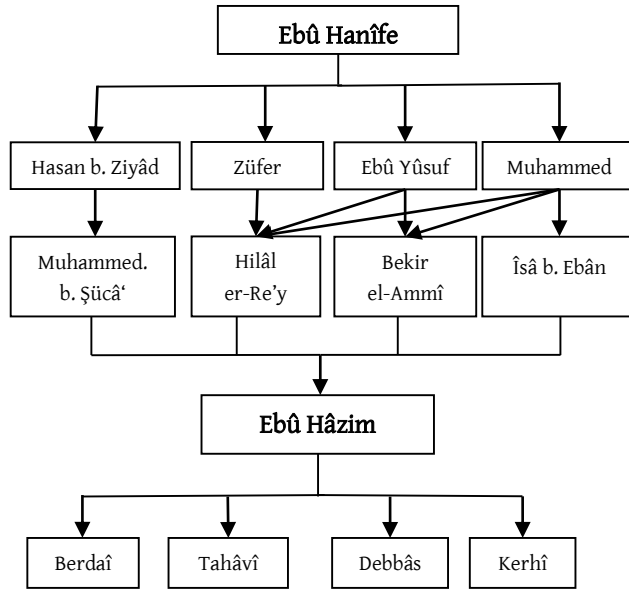 Ebû Hanîfe
Hasan b. Ziyâd
Züfer
Ebû Yûsuf
Muhammed
Muhammed.
b. Şücâ‘
Hilâl
er-Re’y
Bekir
el-Ammî
Îsâ b. Ebân
Ebû Hâzim
Berdaî
Tahâvî
Debbâs
Kerhî